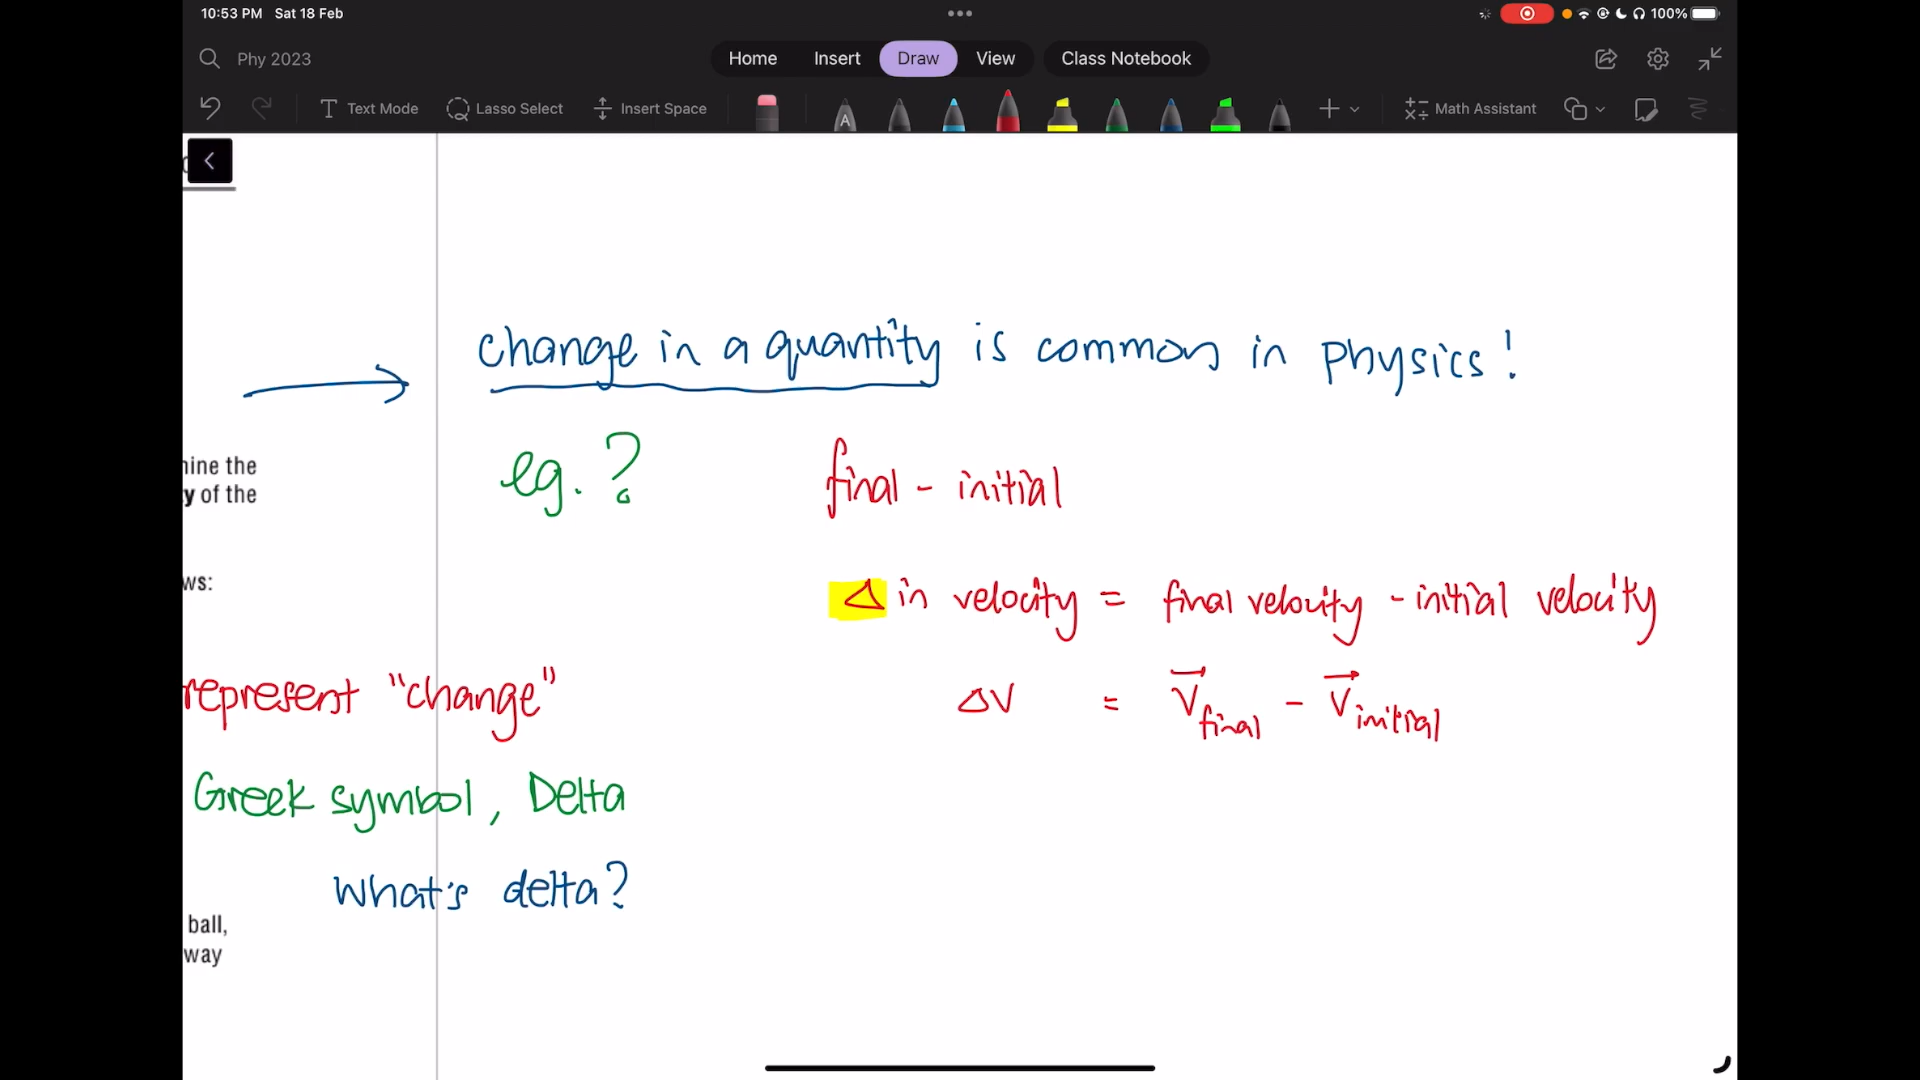 10:53 PM Sat 18 Feb
100%
Phy 2023
Home Insert Draw View Class Notebook
Text Mode Lasso Select Insert Space A Math Assistant
change in a quantity is common in physics!
eg. ? final - initial
hine the
y of the
ws:
Δ in velocity = final velocity - initial velocity
represent "change"
ΔV = V⃗ final - V⃗ initial
Greek symbol, Delta
What's delta?
ball,
way